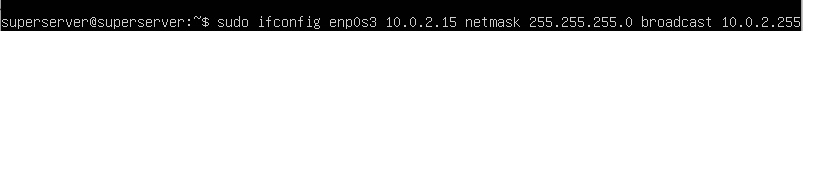 superserver@superserver:~$ sudo ifconfig enp0s3 10.0.2.15 netmask 255.255.255.0 broadcast 10.0.2.255